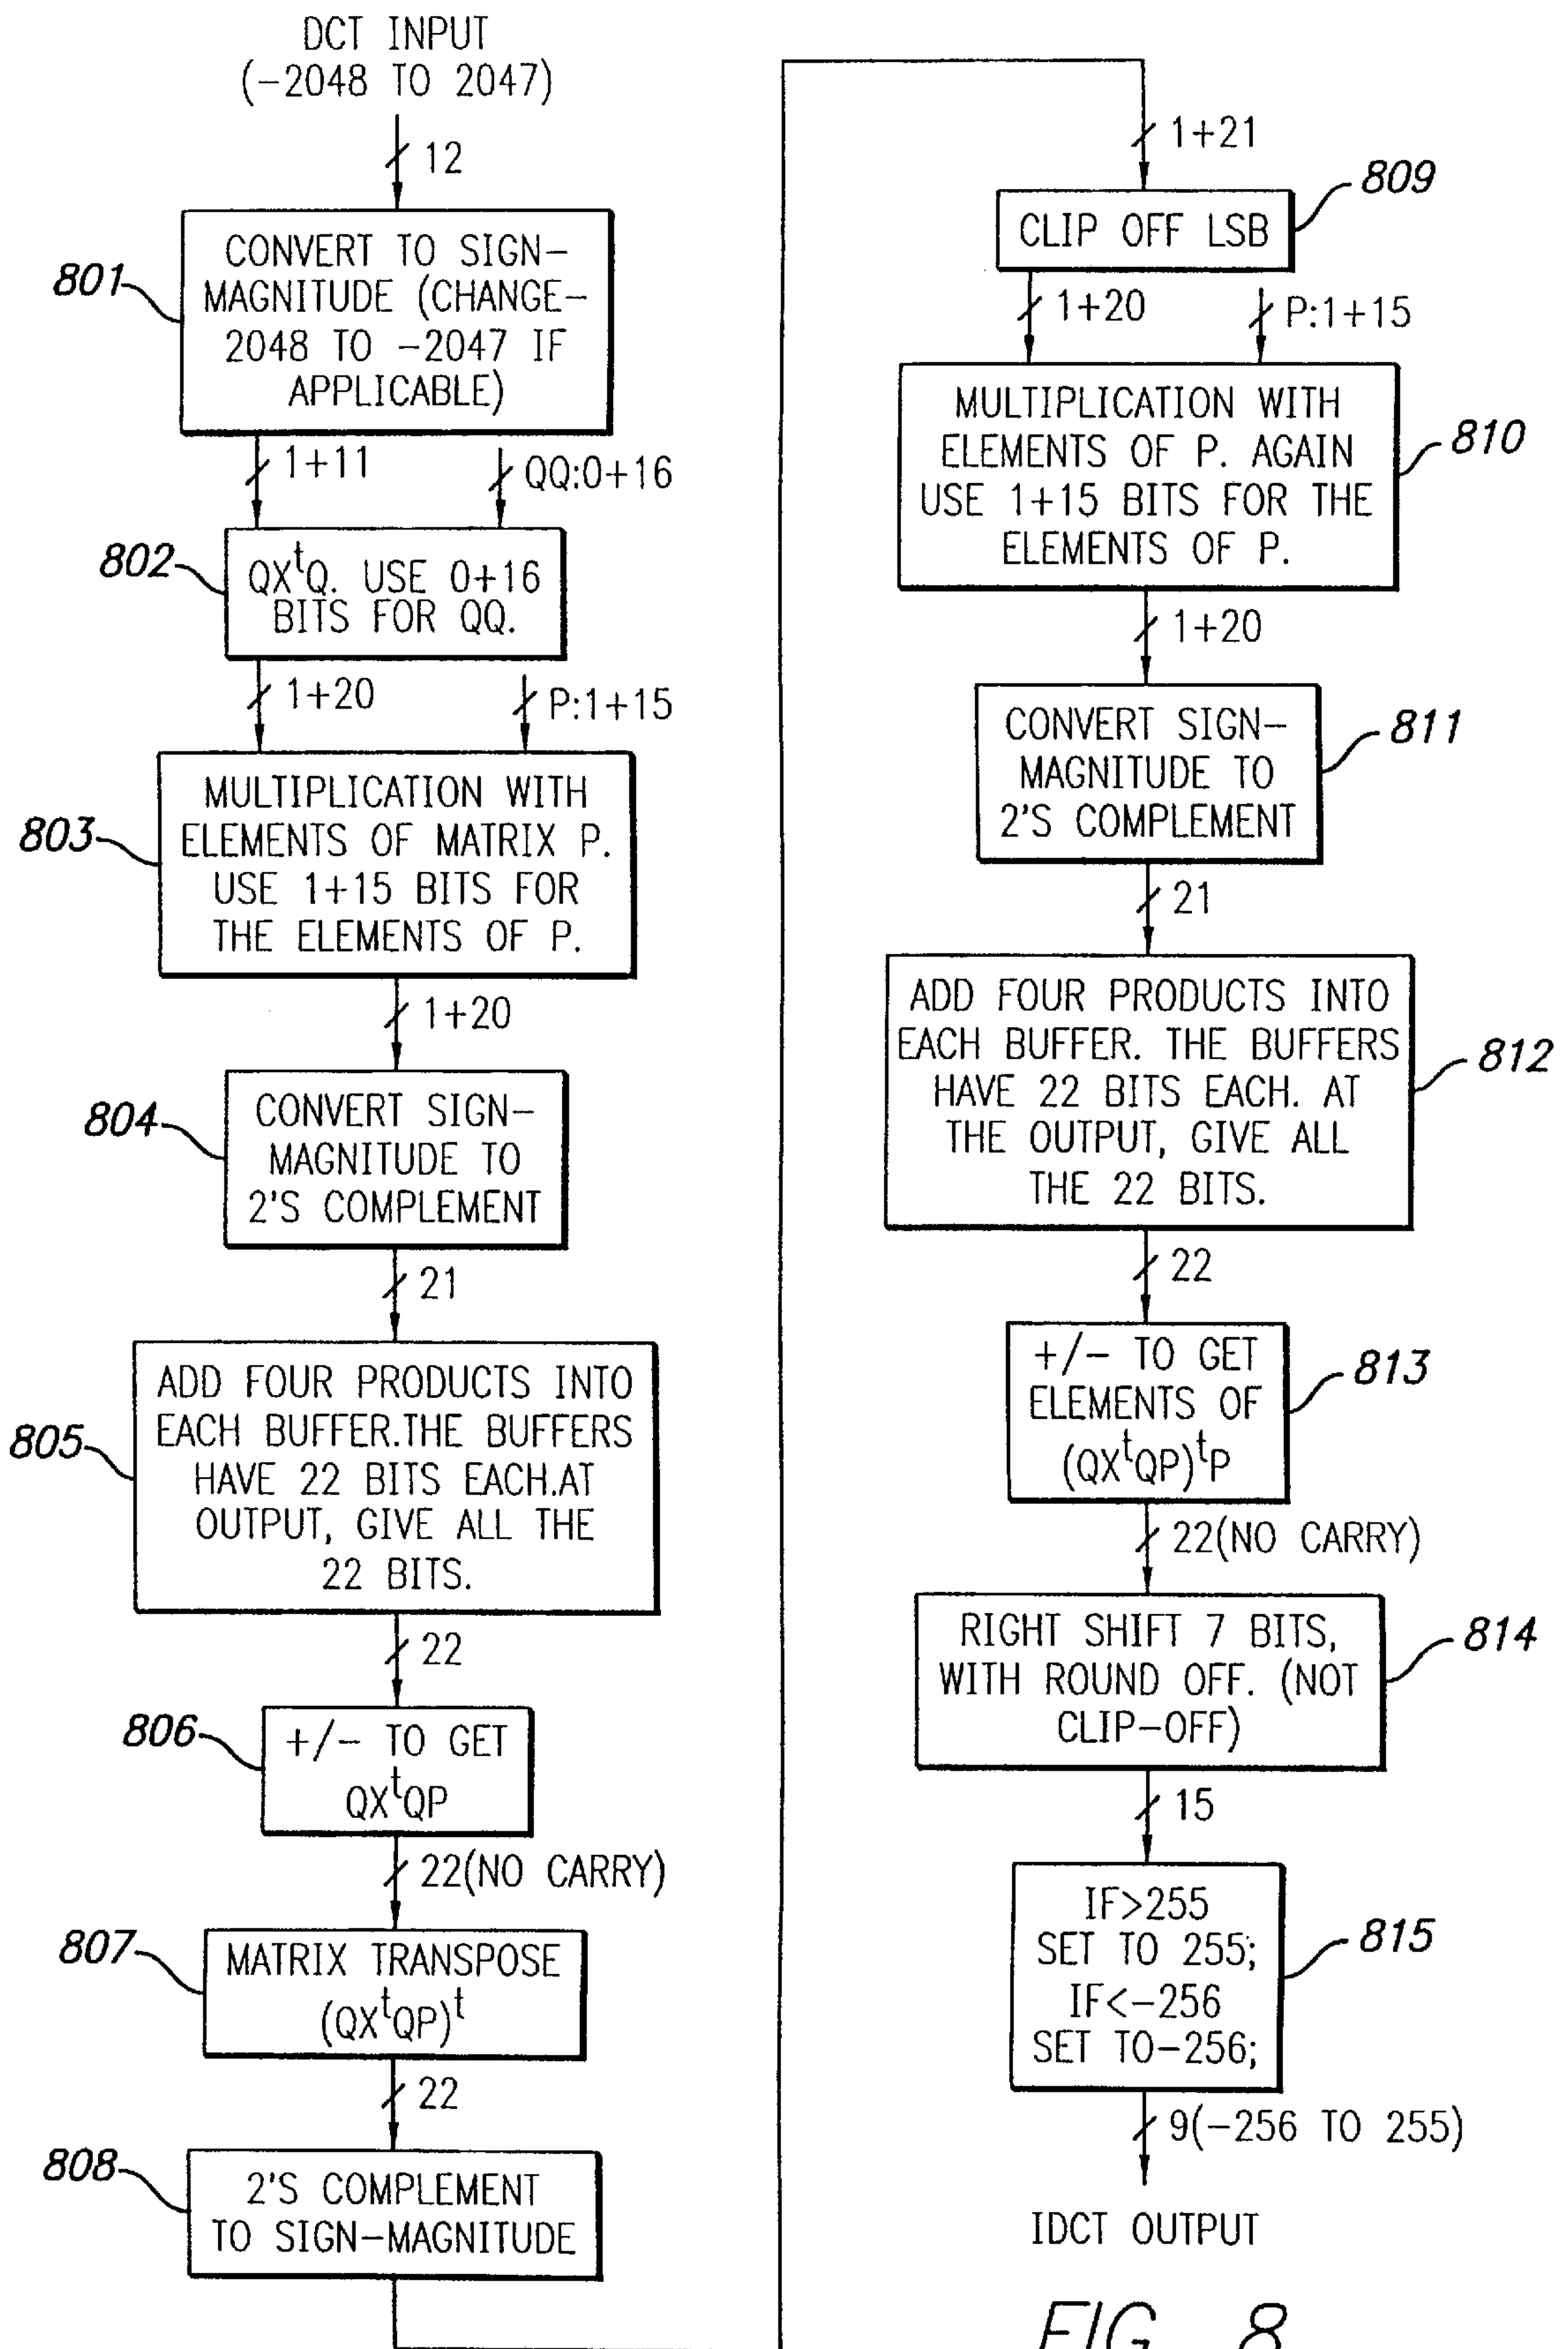 DCT INPUT
(-2048 TO 2047)
12
801
CONVERT TO SIGN-
MAGNITUDE (CHANGE-
2048 TO -2047 IF
APPLICABLE)
1+11
QQ:0+16
802
QXᵗQ. USE 0+16
BITS FOR QQ.
1+20
P:1+15
803
MULTIPLICATION WITH
ELEMENTS OF MATRIX P.
USE 1+15 BITS FOR
THE ELEMENTS OF P.
1+20
804
CONVERT SIGN-
MAGNITUDE TO
2'S COMPLEMENT
21
805
ADD FOUR PRODUCTS INTO
EACH BUFFER.THE BUFFERS
HAVE 22 BITS EACH.AT
OUTPUT, GIVE ALL THE
22 BITS.
22
806
+/- TO GET
QXᵗQP
22(NO CARRY)
807
MATRIX TRANSPOSE
(QXᵗQP)ᵗ
22
808
2'S COMPLEMENT
TO SIGN-MAGNITUDE
1+21
809
CLIP OFF LSB
1+20
P:1+15
810
MULTIPLICATION WITH
ELEMENTS OF P. AGAIN
USE 1+15 BITS FOR THE
ELEMENTS OF P.
1+20
811
CONVERT SIGN-
MAGNITUDE TO
2'S COMPLEMENT
21
812
ADD FOUR PRODUCTS INTO
EACH BUFFER. THE BUFFERS
HAVE 22 BITS EACH. AT
THE OUTPUT, GIVE ALL
THE 22 BITS.
22
813
+/- TO GET
ELEMENTS OF
(QXᵗQP)ᵗP
22(NO CARRY)
814
RIGHT SHIFT 7 BITS,
WITH ROUND OFF. (NOT
CLIP-OFF)
15
815
IF>255
SET TO 255;
IF<-256
SET TO-256;
9(-256 TO 255)
IDCT OUTPUT
FIG. 8